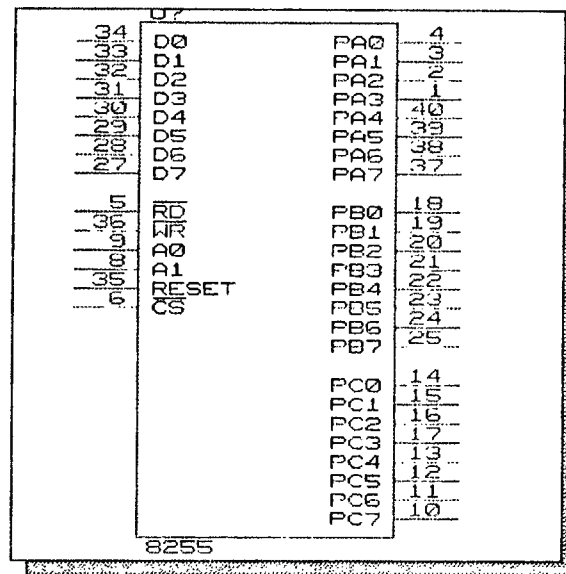 U?
34 D0 PA0 4
33 D1 PA1 3
32 D2 PA2 2
31 D3 PA3 1
30 D4 PA4 40
29 D5 PA5 39
28 D6 PA6 38
27 D7 PA7 37
5 RD PB0 18
36 WR PB1 19
9 A0 PB2 20
8 A1 PB3 21
35 RESET PB4 22
6 CS PB5 23
PB6 24
PB7 25
PC0 14
PC1 15
PC2 16
PC3 17
PC4 13
PC5 12
PC6 11
PC7 10
8255